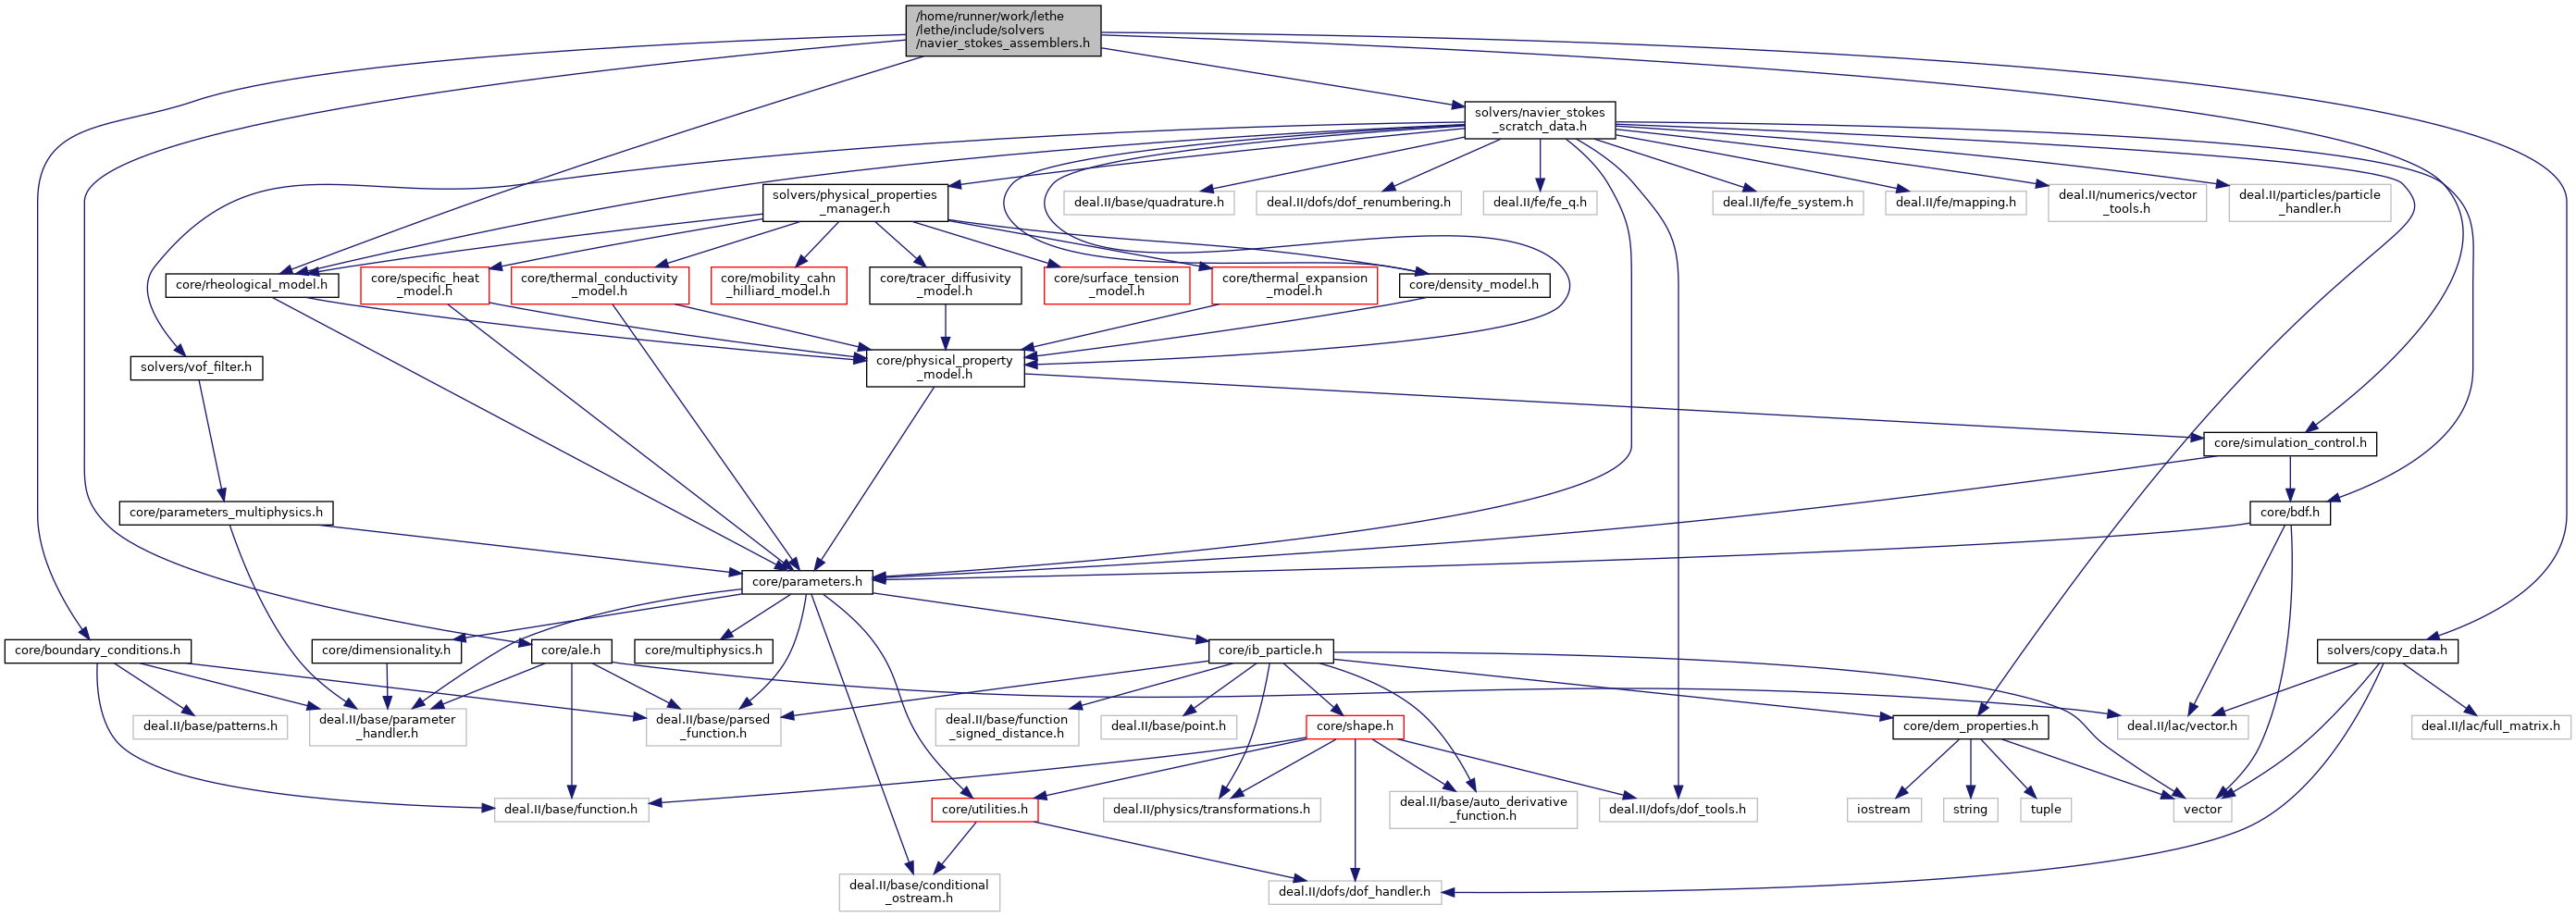 /home/runner/work/lethe
/lethe/include/solvers
/navier_stokes_assemblers.h
solvers/navier_stokes
_scratch_data.h
solvers/physical_properties
_manager.h
deal.II/base/quadrature.h
deal.II/dofs/dof_renumbering.h
deal.II/fe/fe_q.h
deal.II/fe/fe_system.h
deal.II/fe/mapping.h
deal.II/numerics/vector
_tools.h
deal.II/particles/particle
_handler.h
core/rheological_model.h
core/specific_heat
_model.h
core/thermal_conductivity
_model.h
core/mobility_cahn
_hilliard_model.h
core/tracer_diffusivity
_model.h
core/surface_tension
_model.h
core/thermal_expansion
_model.h
core/density_model.h
solvers/vof_filter.h
core/physical_property
_model.h
core/simulation_control.h
core/parameters_multiphysics.h
core/bdf.h
core/parameters.h
core/boundary_conditions.h
core/dimensionality.h
core/ale.h
core/multiphysics.h
core/ib_particle.h
solvers/copy_data.h
deal.II/base/patterns.h
deal.II/base/parameter
_handler.h
deal.II/base/parsed
_function.h
deal.II/base/function
_signed_distance.h
deal.II/base/point.h
core/shape.h
core/dem_properties.h
deal.II/lac/vector.h
deal.II/lac/full_matrix.h
deal.II/base/function.h
core/utilities.h
deal.II/physics/transformations.h
deal.II/base/auto_derivative
_function.h
deal.II/dofs/dof_tools.h
iostream
string
tuple
vector
deal.II/base/conditional
_ostream.h
deal.II/dofs/dof_handler.h